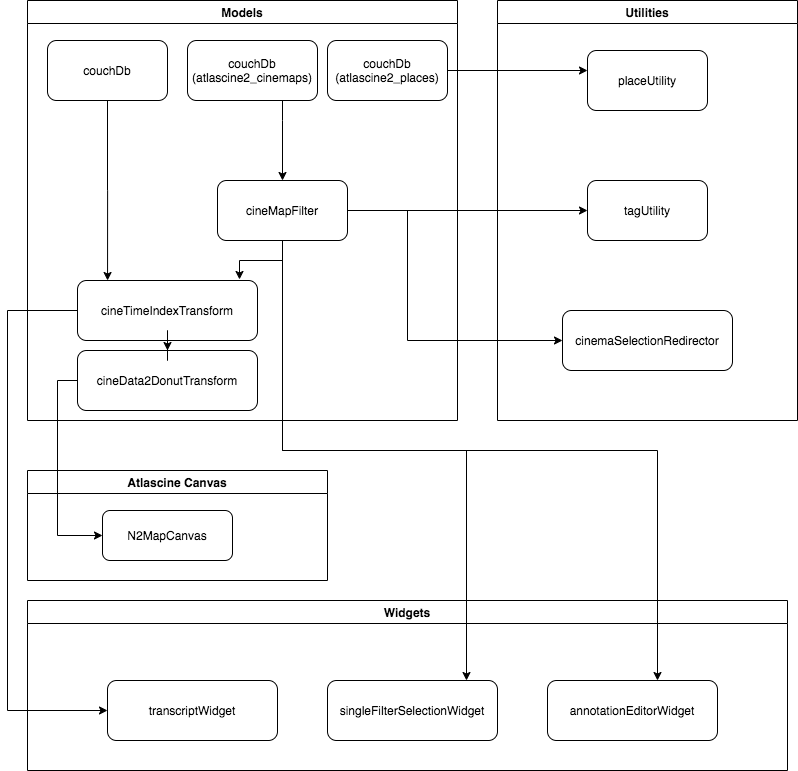 Models
Utilities
couchDb
couchDb
(atlascine2_cinemaps)
couchDb
(atlascine2_places)
placeUtility
cineMapFilter
tagUtility
cineTimeIndexTransform
cinemaSelectionRedirector
cineData2DonutTransform
Atlascine Canvas
N2MapCanvas
Widgets
transcriptWidget
singleFilterSelectionWidget
annotationEditorWidget